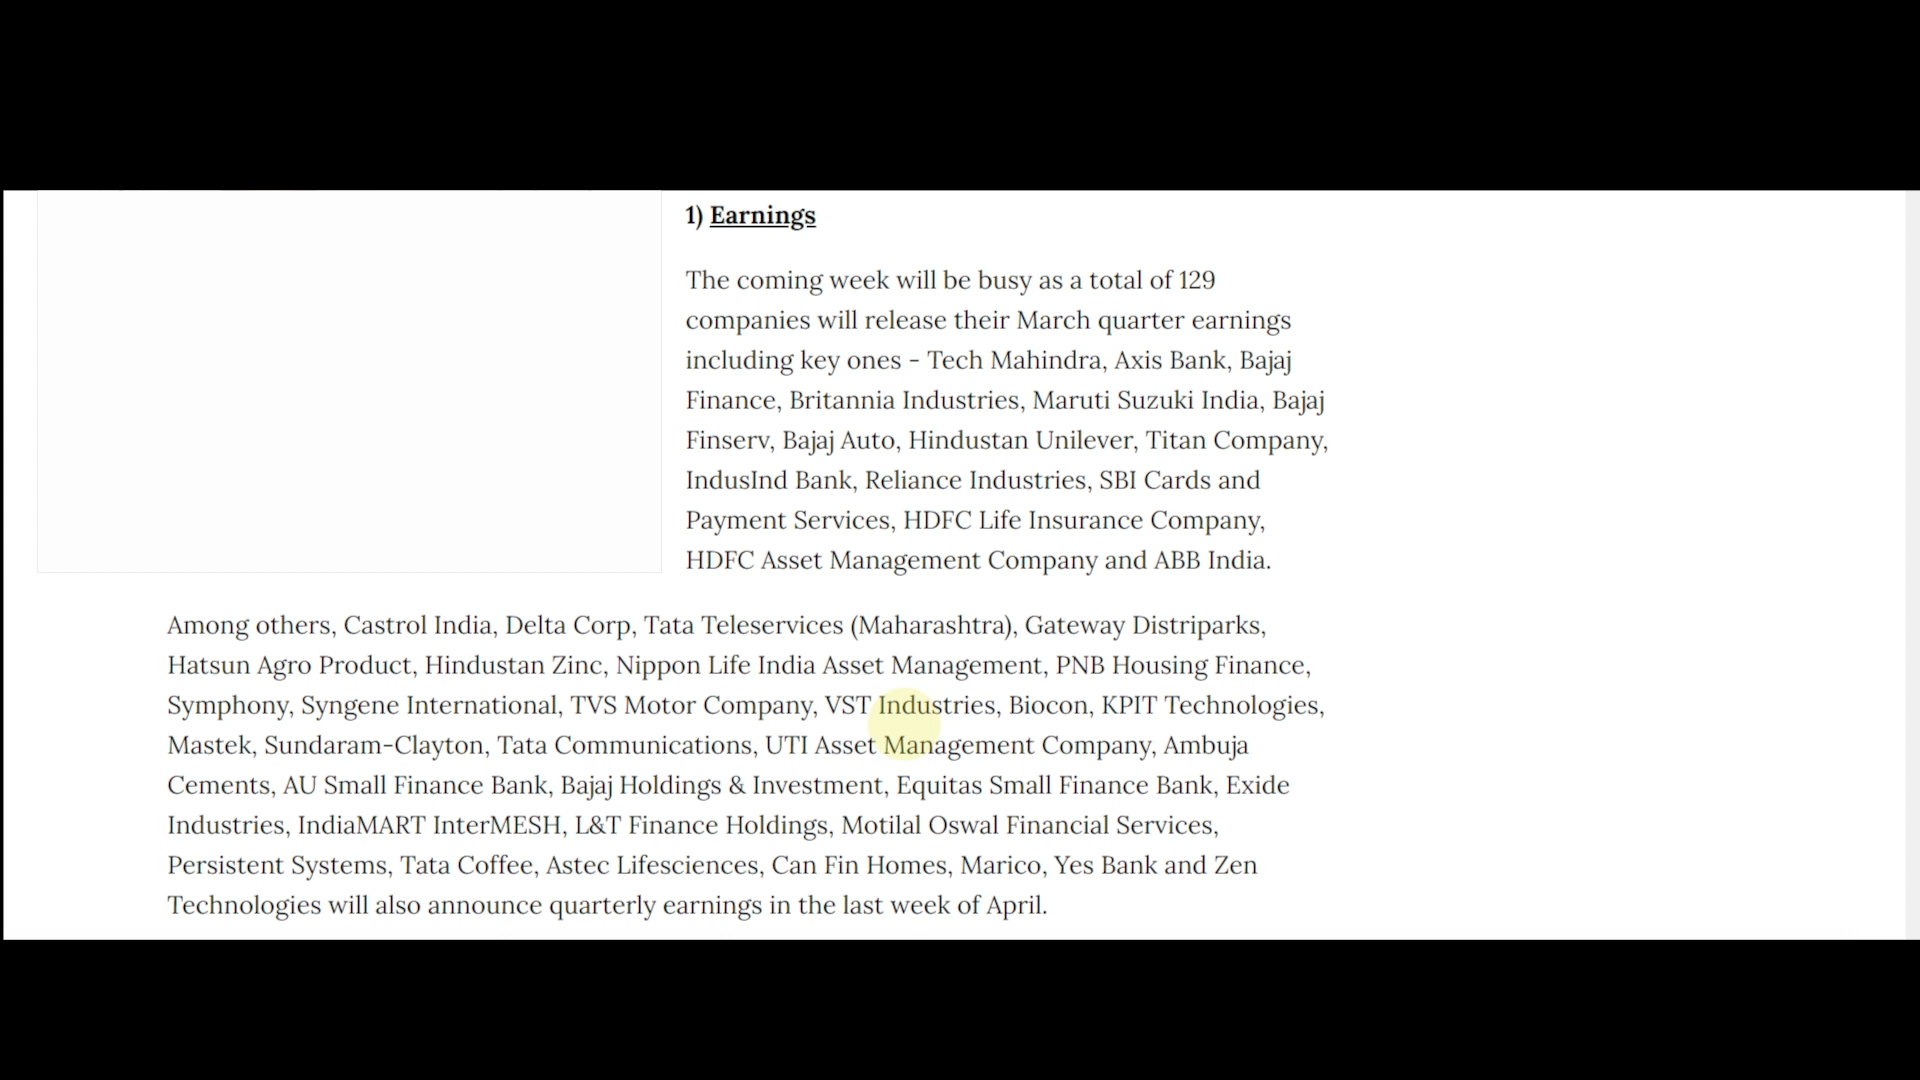 1) Earnings
The coming week will be busy as a total of 129
companies will release their March quarter earnings
including key ones - Tech Mahindra, Axis Bank, Bajaj
Finance, Britannia Industries, Maruti Suzuki India, Bajaj
Finserv, Bajaj Auto, Hindustan Unilever, Titan Company,
IndusInd Bank, Reliance Industries, SBI Cards and
Payment Services, HDFC Life Insurance Company,
HDFC Asset Management Company and ABB India.
Among others, Castrol India, Delta Corp, Tata Teleservices (Maharashtra), Gateway Distriparks,
Hatsun Agro Product, Hindustan Zinc, Nippon Life India Asset Management, PNB Housing Finance,
Symphony, Syngene International, TVS Motor Company, VST Industries, Biocon, KPIT Technologies,
Mastek, Sundaram-Clayton, Tata Communications, UTI Asset Management Company, Ambuja
Cements, AU Small Finance Bank, Bajaj Holdings & Investment, Equitas Small Finance Bank, Exide
Industries, IndiaMART InterMESH, L&T Finance Holdings, Motilal Oswal Financial Services,
Persistent Systems, Tata Coffee, Astec Lifesciences, Can Fin Homes, Marico, Yes Bank and Zen
Technologies will also announce quarterly earnings in the last week of April.